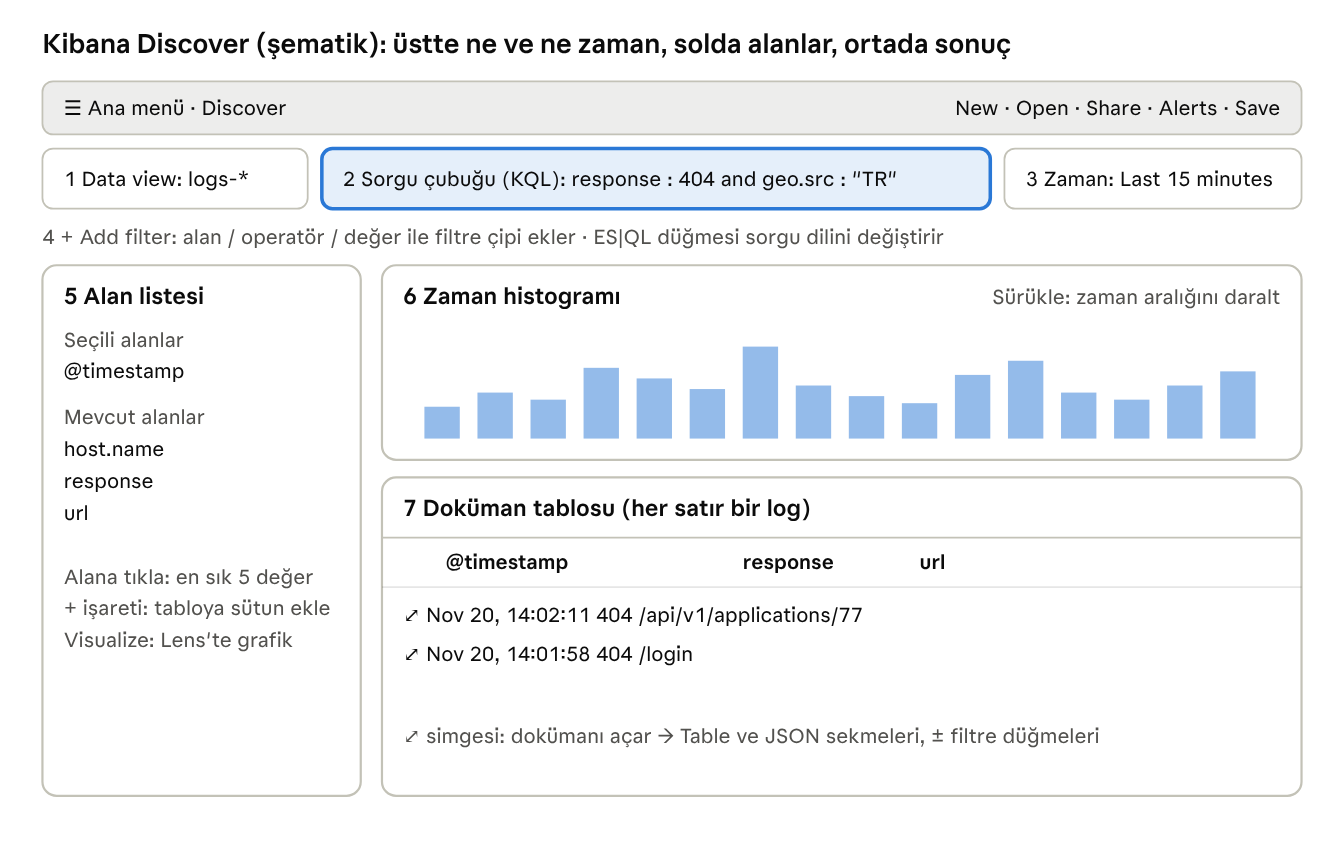 Kibana Discover (şematik): üstte ne ve ne zaman, solda alanlar, ortada sonuç
☰ Ana menü · Discover
New · Open · Share · Alerts · Save
1 Data view: logs-*
2 Sorgu çubuğu (KQL): response : 404 and geo.src : "TR"
3 Zaman: Last 15 minutes
4 + Add filter: alan / operatör / değer ile filtre çipi ekler · ES|QL düğmesi sorgu dilini değiştirir
5 Alan listesi
Seçili alanlar
@timestamp
Mevcut alanlar
host.name
response
url
Alana tıkla: en sık 5 değer
+ işareti: tabloya sütun ekle
Visualize: Lens'te grafik
6 Zaman histogramı
Sürükle: zaman aralığını daralt
7 Doküman tablosu (her satır bir log)
@timestamp response url
⤢ Nov 20, 14:02:11 404 /api/v1/applications/77
⤢ Nov 20, 14:01:58 404 /login
⤢ simgesi: dokümanı açar → Table ve JSON sekmeleri, ± filtre düğmeleri